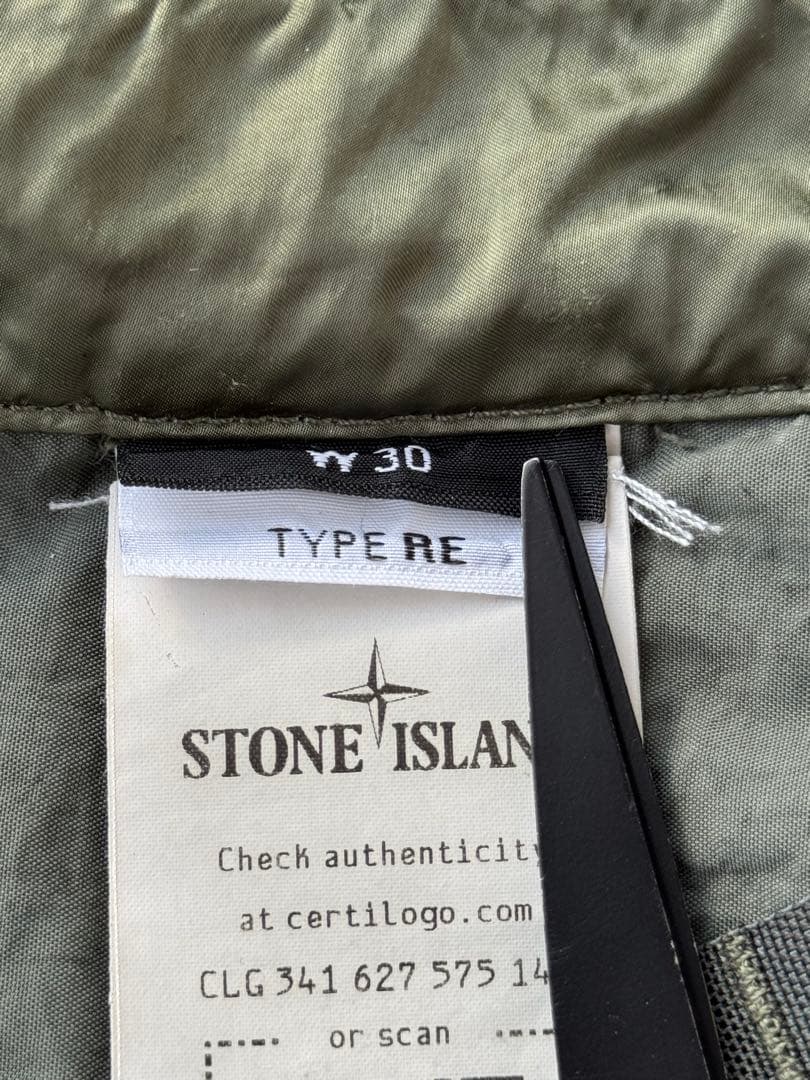 W 30
TYPE RE
STONE ISLAN
Check authenticity
at certilogo.com
CLG 341 627 575 14
or scan